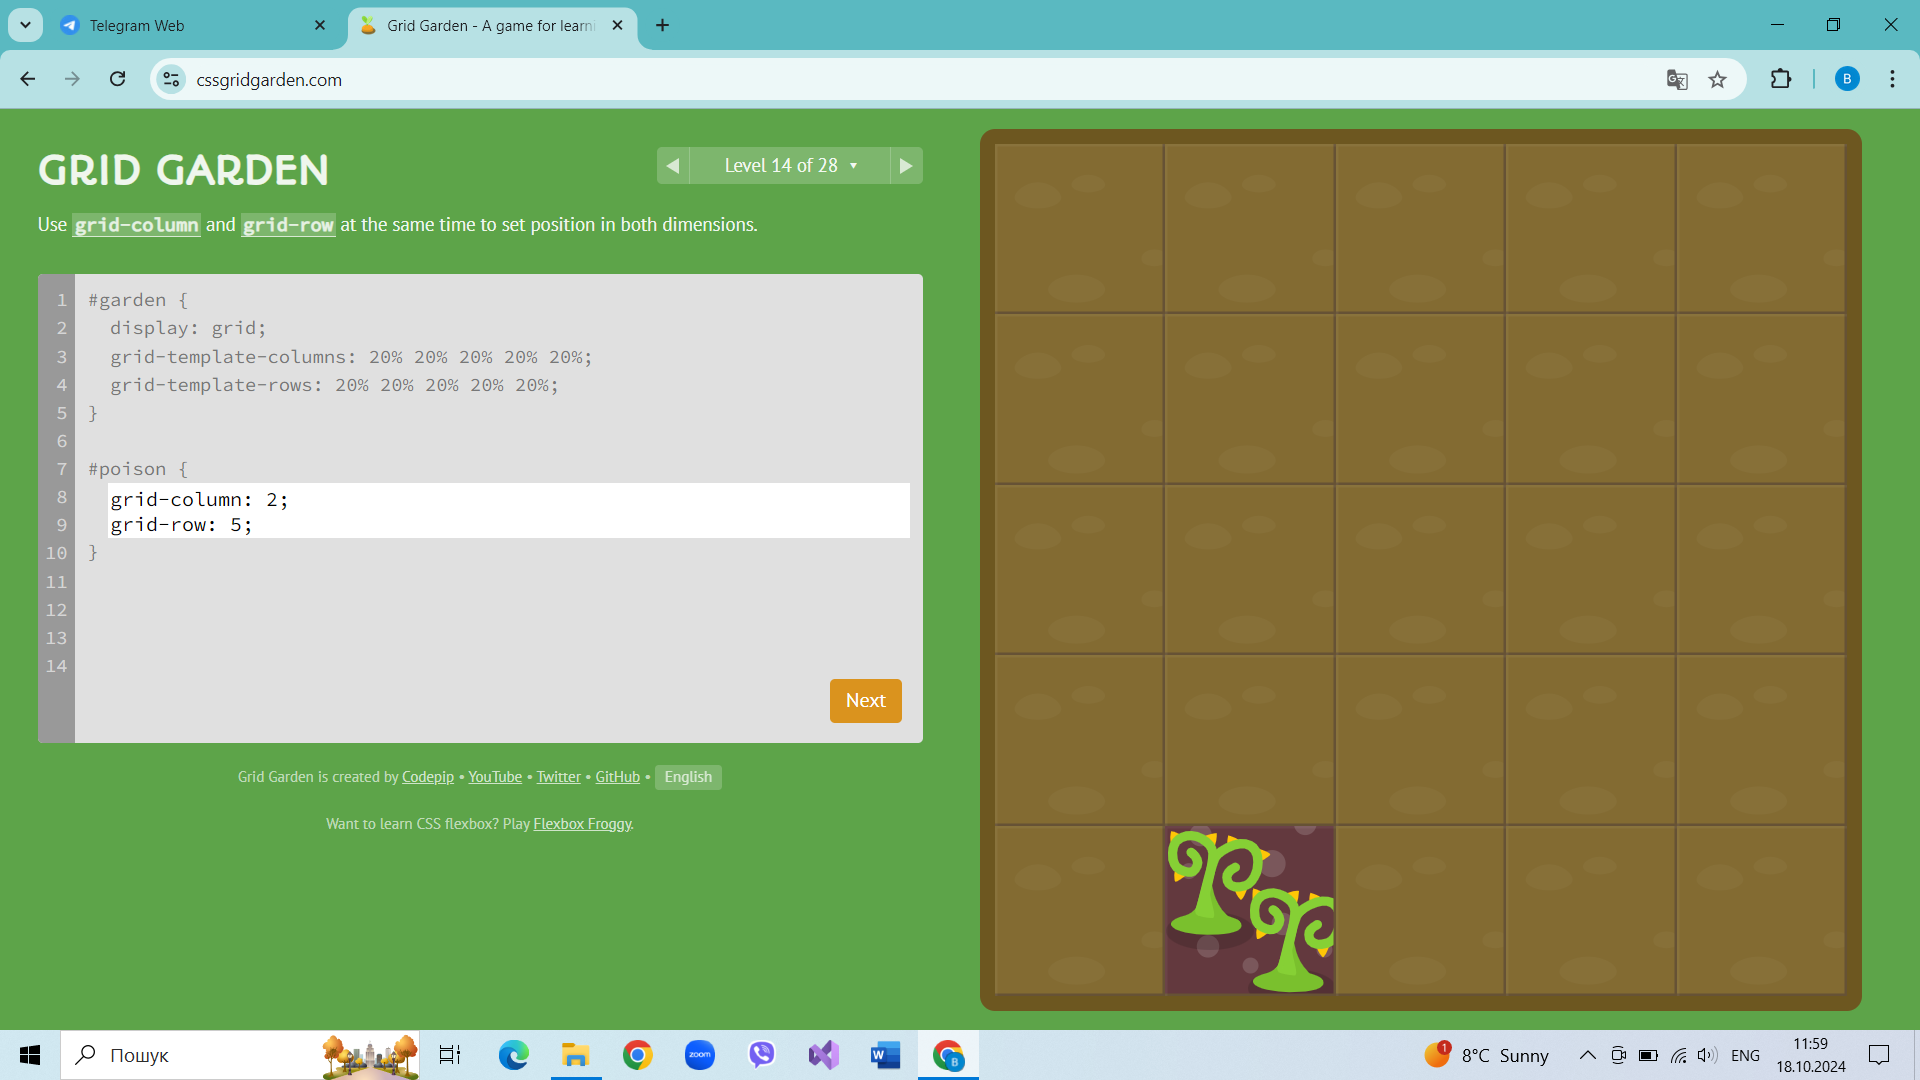 Telegram Web
Grid Garden - A game for learni
cssgridgarden.com
B
GRID GARDEN
Level 14 of 28
Use grid-column and grid-row at the same time to set position in both dimensions.
1 #garden {
2 display: grid;
3 grid-template-columns: 20% 20% 20% 20% 20%;
4 grid-template-rows: 20% 20% 20% 20% 20%;
5 }
6
7 #poison {
8 grid-column: 2;
9 grid-row: 5;
10 }
11
12
13
14
Next
Grid Garden is created by Codepip • YouTube • Twitter • GitHub • English
Want to learn CSS flexbox? Play Flexbox Froggy.
Пошук
zoom
W
B
1
8°C Sunny
ENG
11:59
18.10.2024